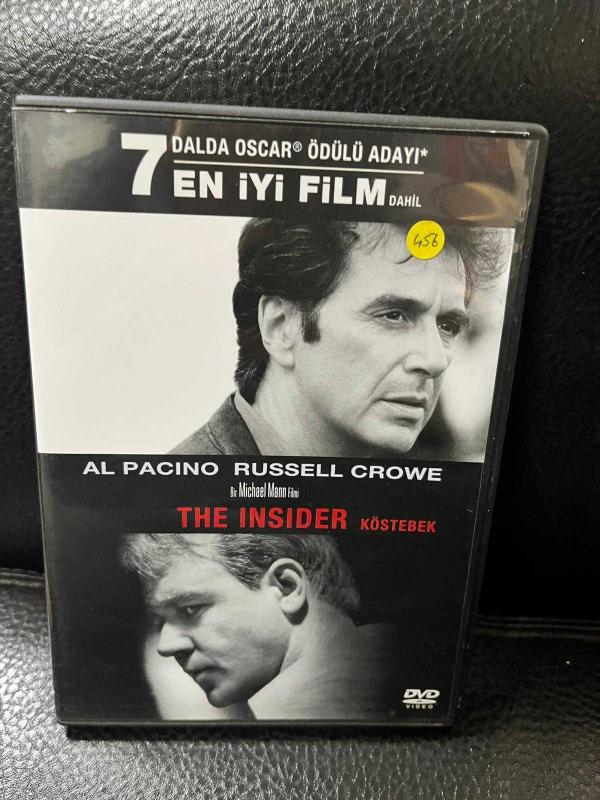 7 DALDA OSCAR® ÖDÜLÜ ADAYI*
EN İYİ FİLM DAHİL
456
AL PACINO RUSSELL CROWE
Bir Michael Mann Filmi
THE INSIDER KÖSTEBEK
DVD
VIDEO